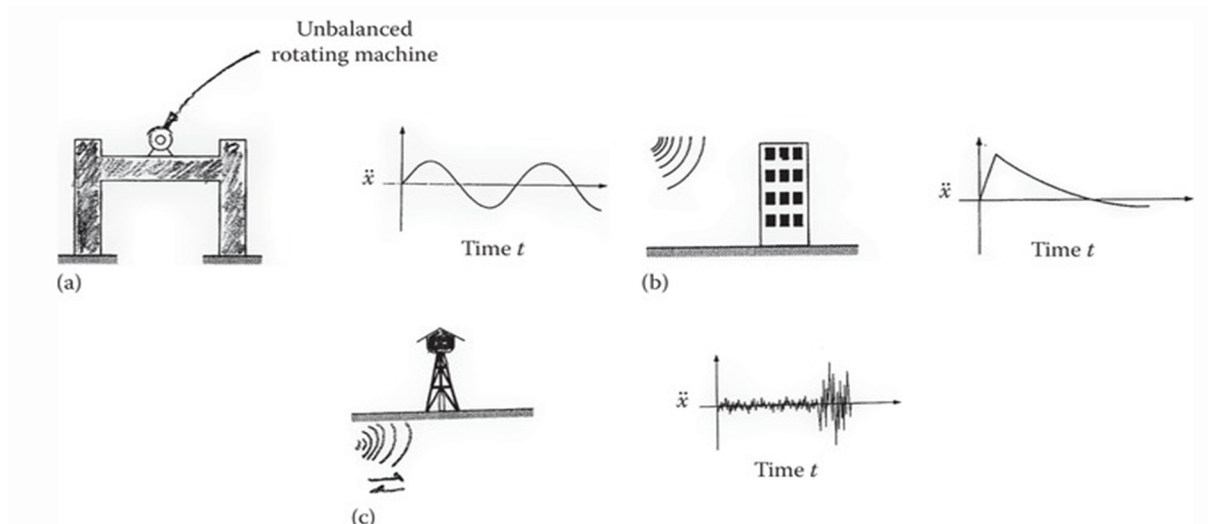 Unbalanced
rotating machine
ẍ
Time t
(a)
ẍ
Time t
(b)
ẍ
Time t
(c)